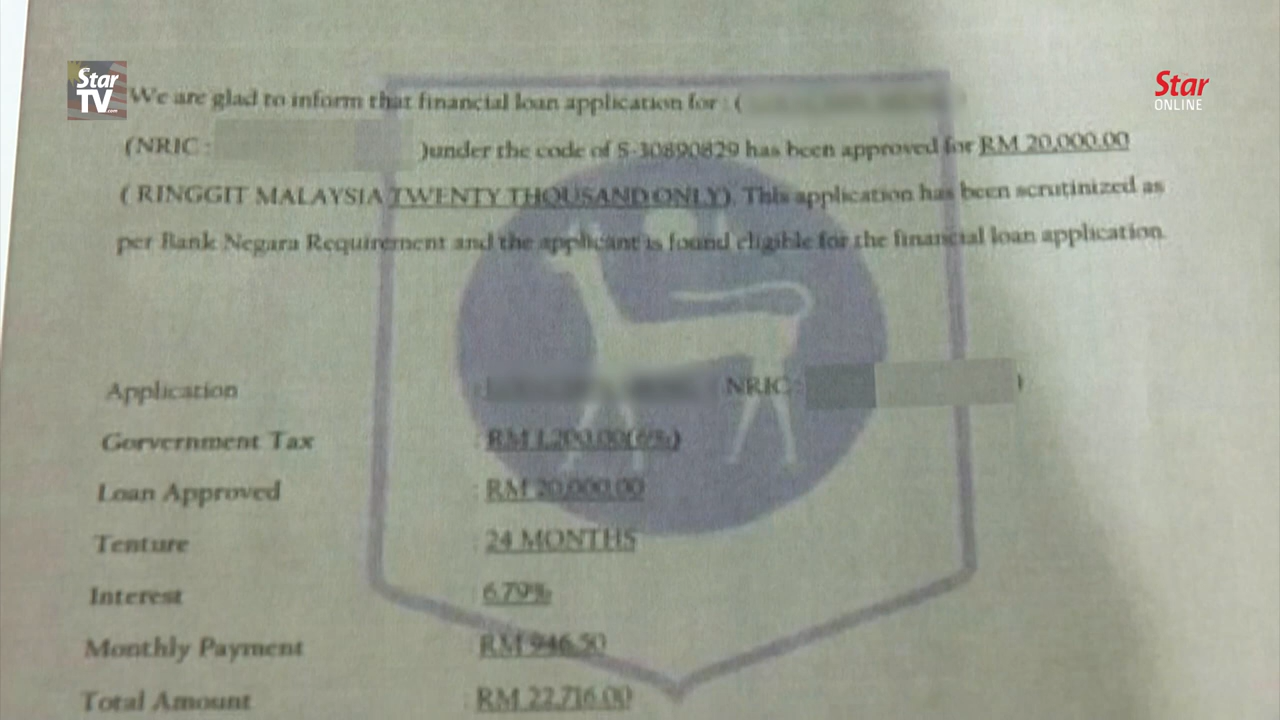 Star
TV.com
Star
ONLINE
We are glad to inform that financial loan application for : (
(NRIC : )under the code of S-30890829 has been approved for RM 20,000.00
( RINGGIT MALAYSIA TWENTY THOUSAND ONLY). This application has been scrutinized as
per Bank Negara Requirement and the applicant is found eligible for the financial loan application.
Application : NRIC : )
Gorvernment Tax : RM 1,200.00(6%)
Loan Approved : RM 20,000.00
Tenture : 24 MONTHS
Interest : 6.79%
Monthly Payment : RM 946.50
Total Amount : RM 22,716.00